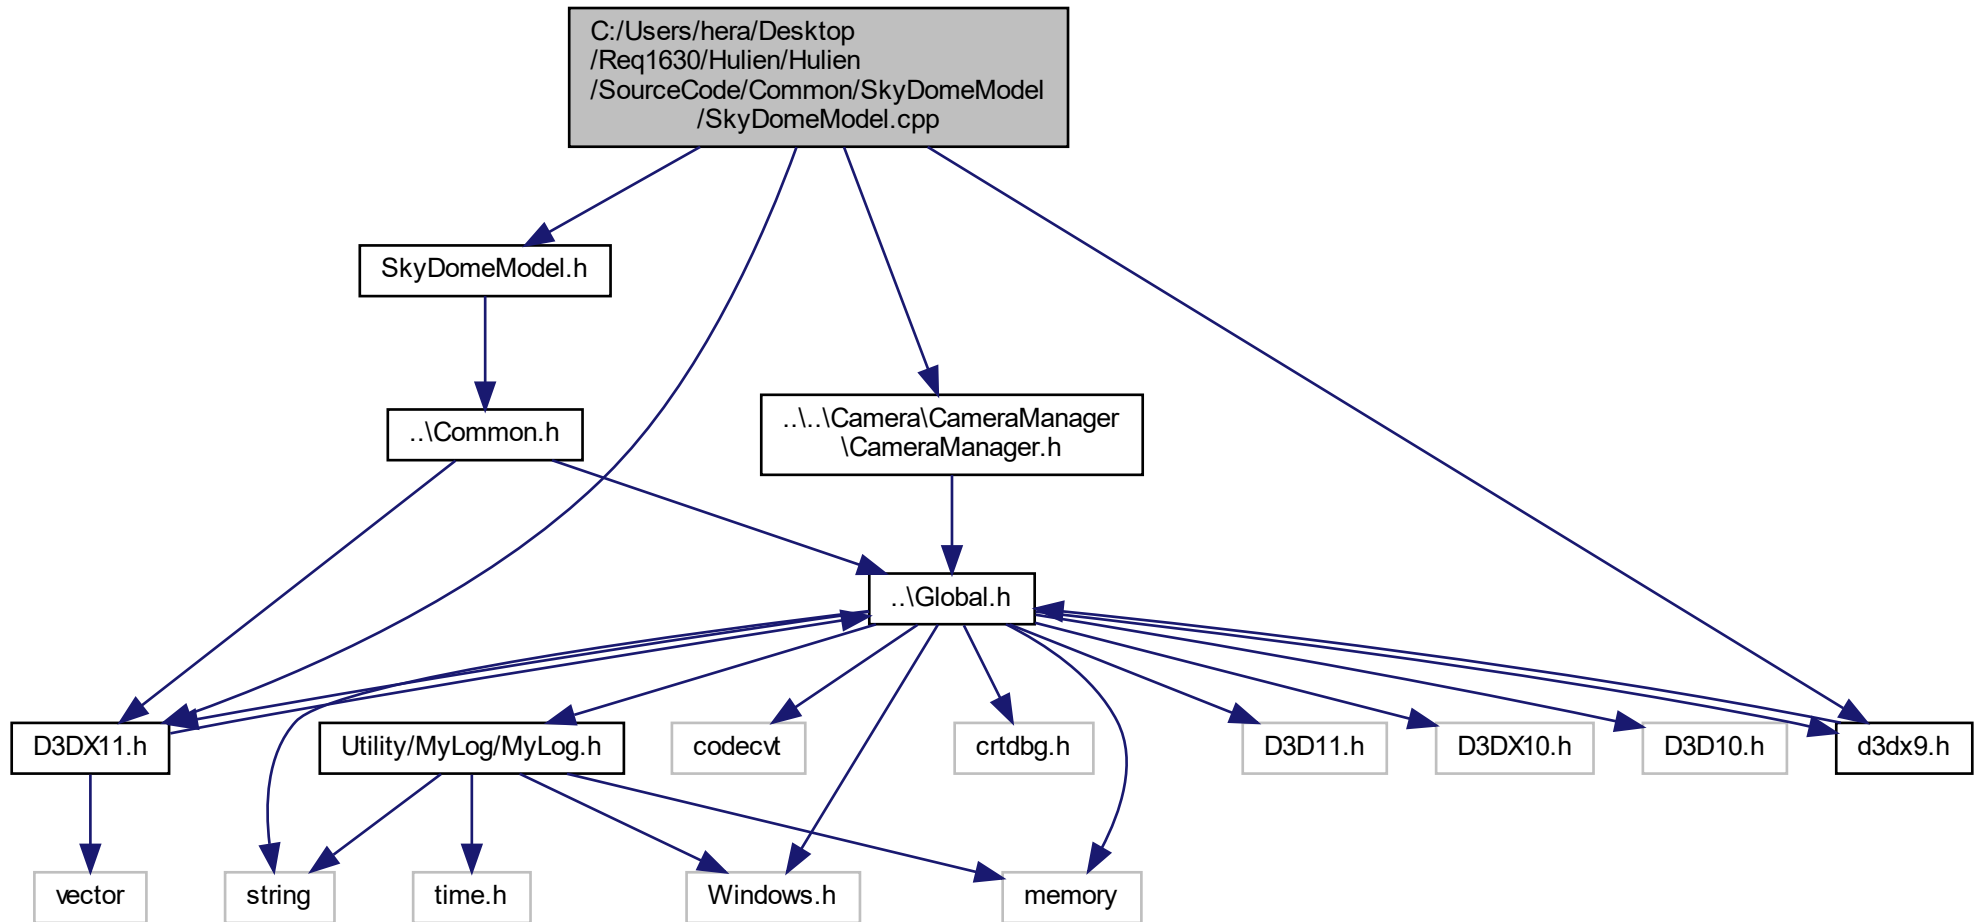 C:/Users/hera/Desktop
/Req1630/Hulien/Hulien
/SourceCode/Common/SkyDomeModel
/SkyDomeModel.cpp
SkyDomeModel.h
..\Common.h
..\..\Camera\CameraManager
\CameraManager.h
..\Global.h
D3DX11.h
Utility/MyLog/MyLog.h
codecvt
crtdbg.h
D3D11.h
D3DX10.h
D3D10.h
d3dx9.h
vector
string
time.h
Windows.h
memory